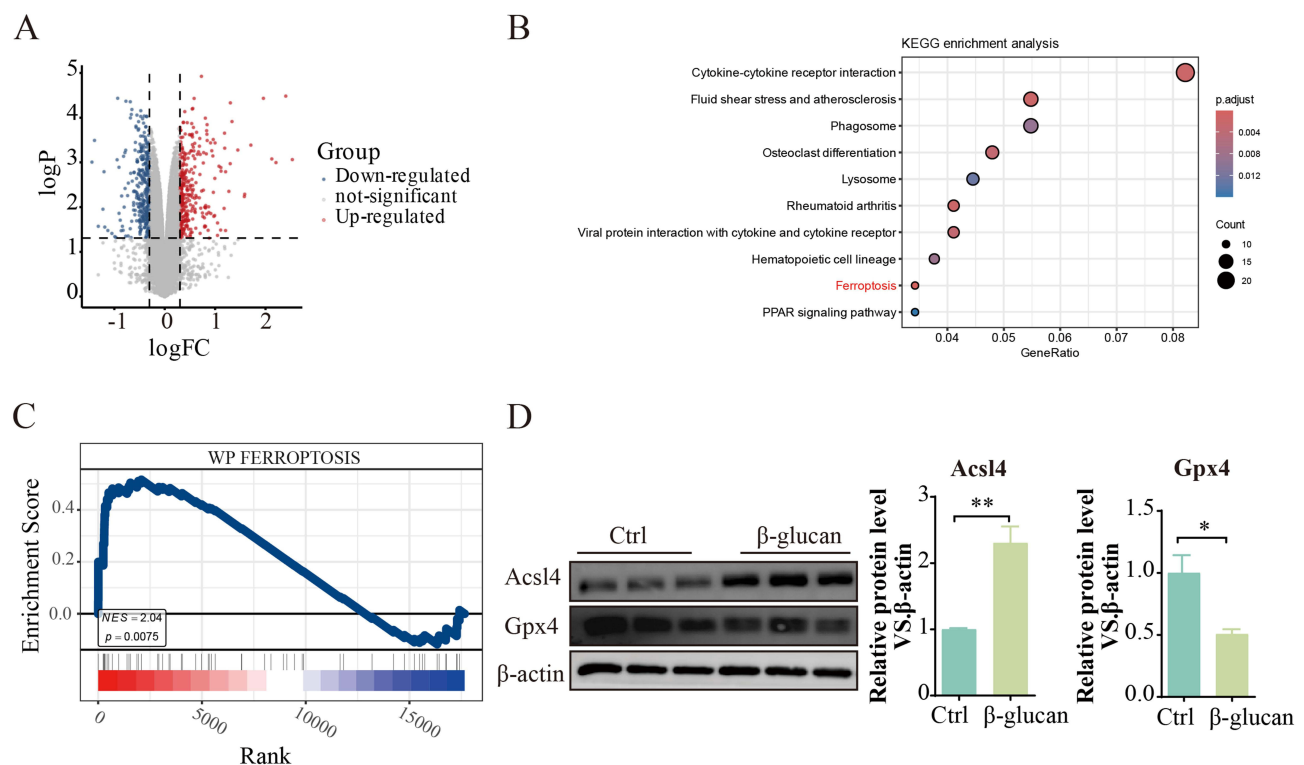 A
5
4
3
2
1
0
logP
-1
0
1
2
logFC
Group
Down-regulated
not-significant
Up-regulated
B
KEGG enrichment analysis
Cytokine-cytokine receptor interaction
Fluid shear stress and atherosclerosis
Phagosome
Osteoclast differentiation
Lysosome
Rheumatoid arthritis
Viral protein interaction with cytokine and cytokine receptor
Hematopoietic cell lineage
Ferroptosis
PPAR signaling pathway
0.04
0.05
0.06
0.07
0.08
GeneRatio
p.adjust
0.004
0.008
0.012
Count
10
15
20
C
WP FERROPTOSIS
Enrichment Score
0.4
0.2
0.0
NES = 2.04
p = 0.0075
0
5000
10000
15000
Rank
D
Ctrl
β-glucan
Acsl4
Gpx4
β-actin
Acsl4
Relative protein level
VS.β-actin
3
2
1
0
**
Ctrl
β-glucan
Gpx4
Relative protein level
VS.β-actin
1.5
1.0
0.5
0.0
*
Ctrl
β-glucan